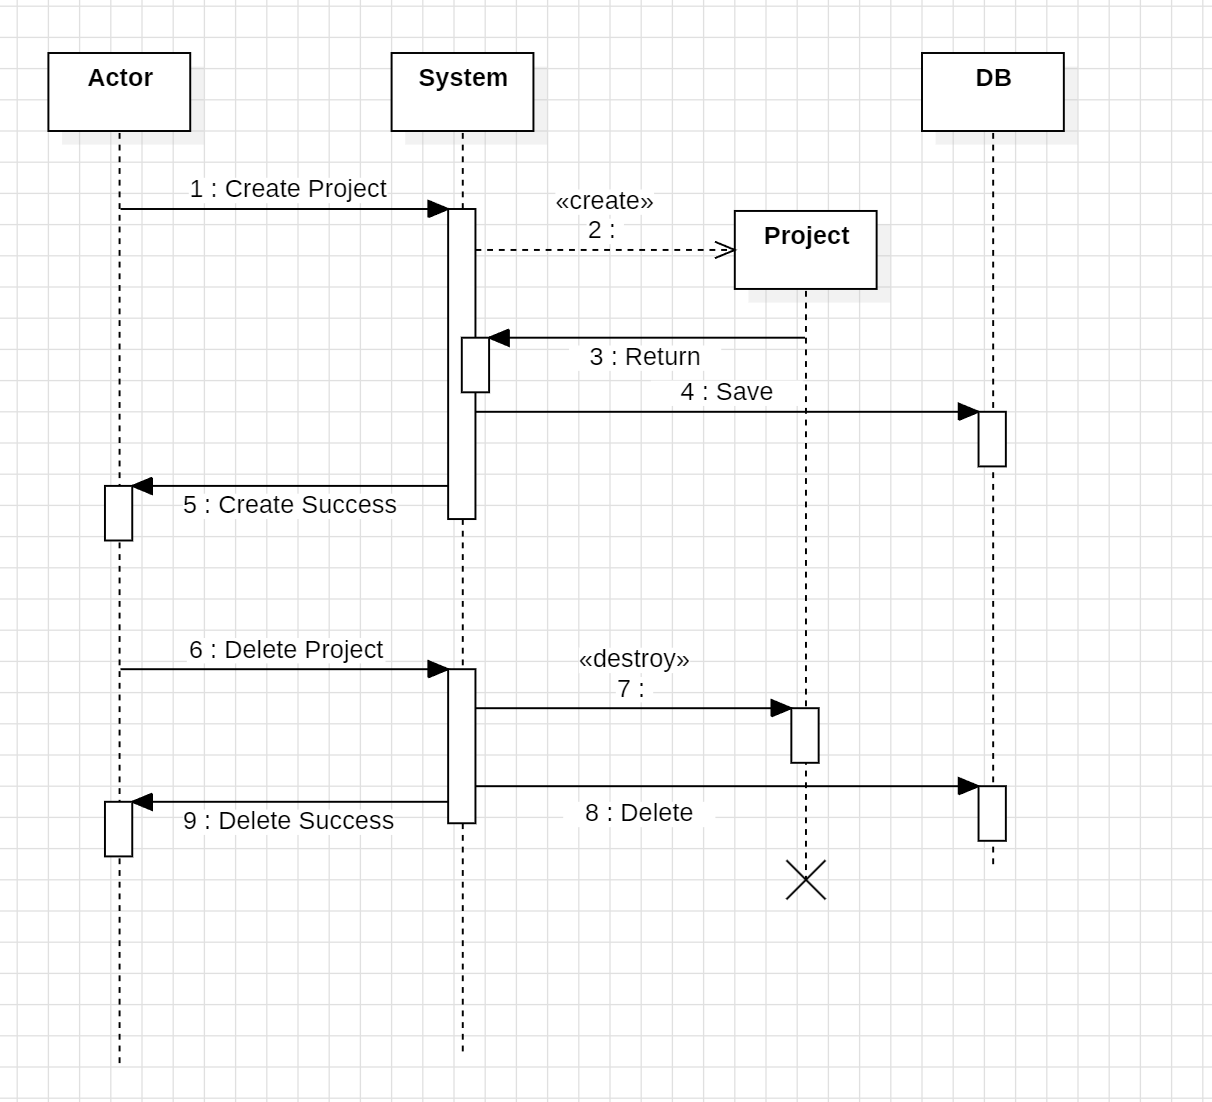 Actor
System
DB
1 : Create Project
«create»
2 :
Project
3 : Return
4 : Save
5 : Create Success
6 : Delete Project
«destroy»
7 :
8 : Delete
9 : Delete Success